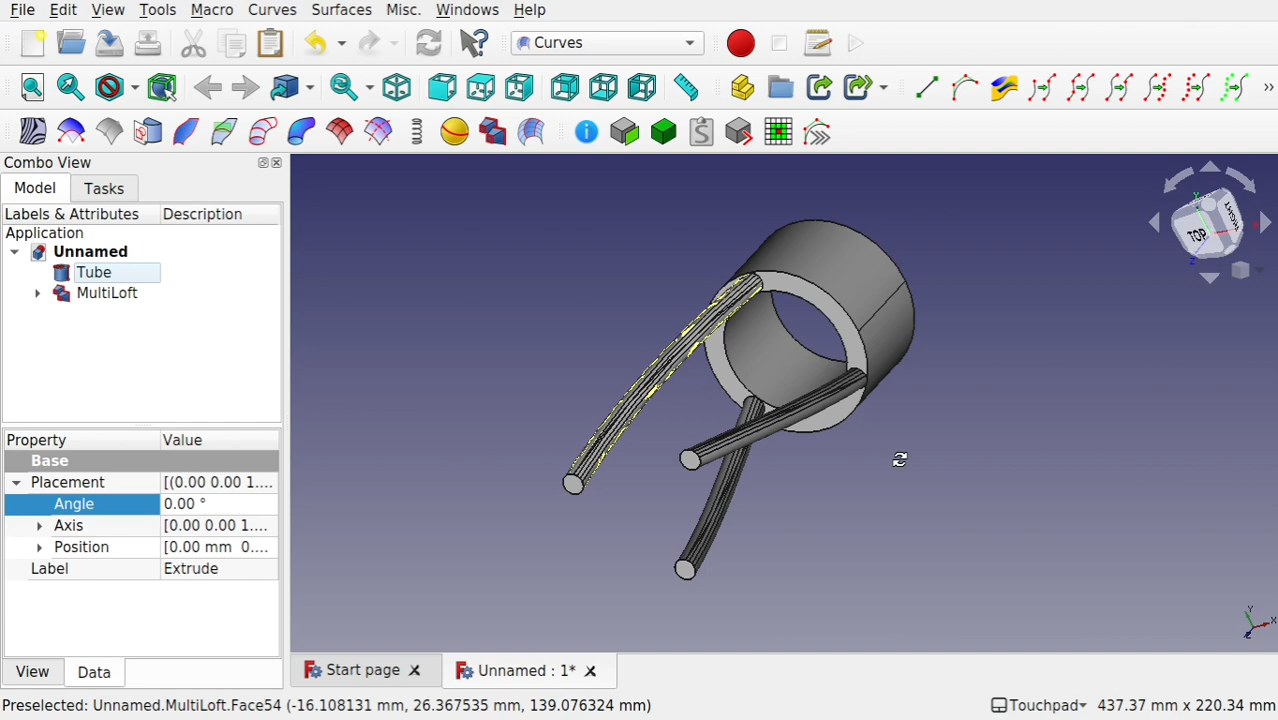 File Edit View Tools Macro Curves Surfaces Misc. Windows Help
Curves
»
Combo View
Model Tasks
Labels & Attributes Description
Application
Unnamed
Tube
MultiLoft
Property Value
Base
Placement [(0.00 0.00 1....
Angle 0.00 °
Axis [0.00 0.00 1....
Position [0.00 mm 0....
Label Extrude
View Data
TOP
RIGHT
Y
X
Z
Start page
Unnamed : 1*
Preselected: Unnamed.MultiLoft.Face54 (-16.108131 mm, 26.367535 mm, 139.076324 mm)
Touchpad 437.37 mm x 220.34 mm